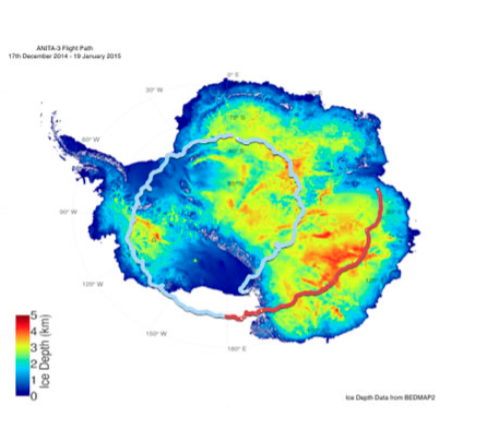 ANITA-3 Flight Path
17th December 2014 - 19 January 2015
0° E
30° W
60° W
90° W
120° W
150° W
180° E
5
4
3
2
1
0
Ice Depth (km)
Ice Depth Data from BEDMAP2